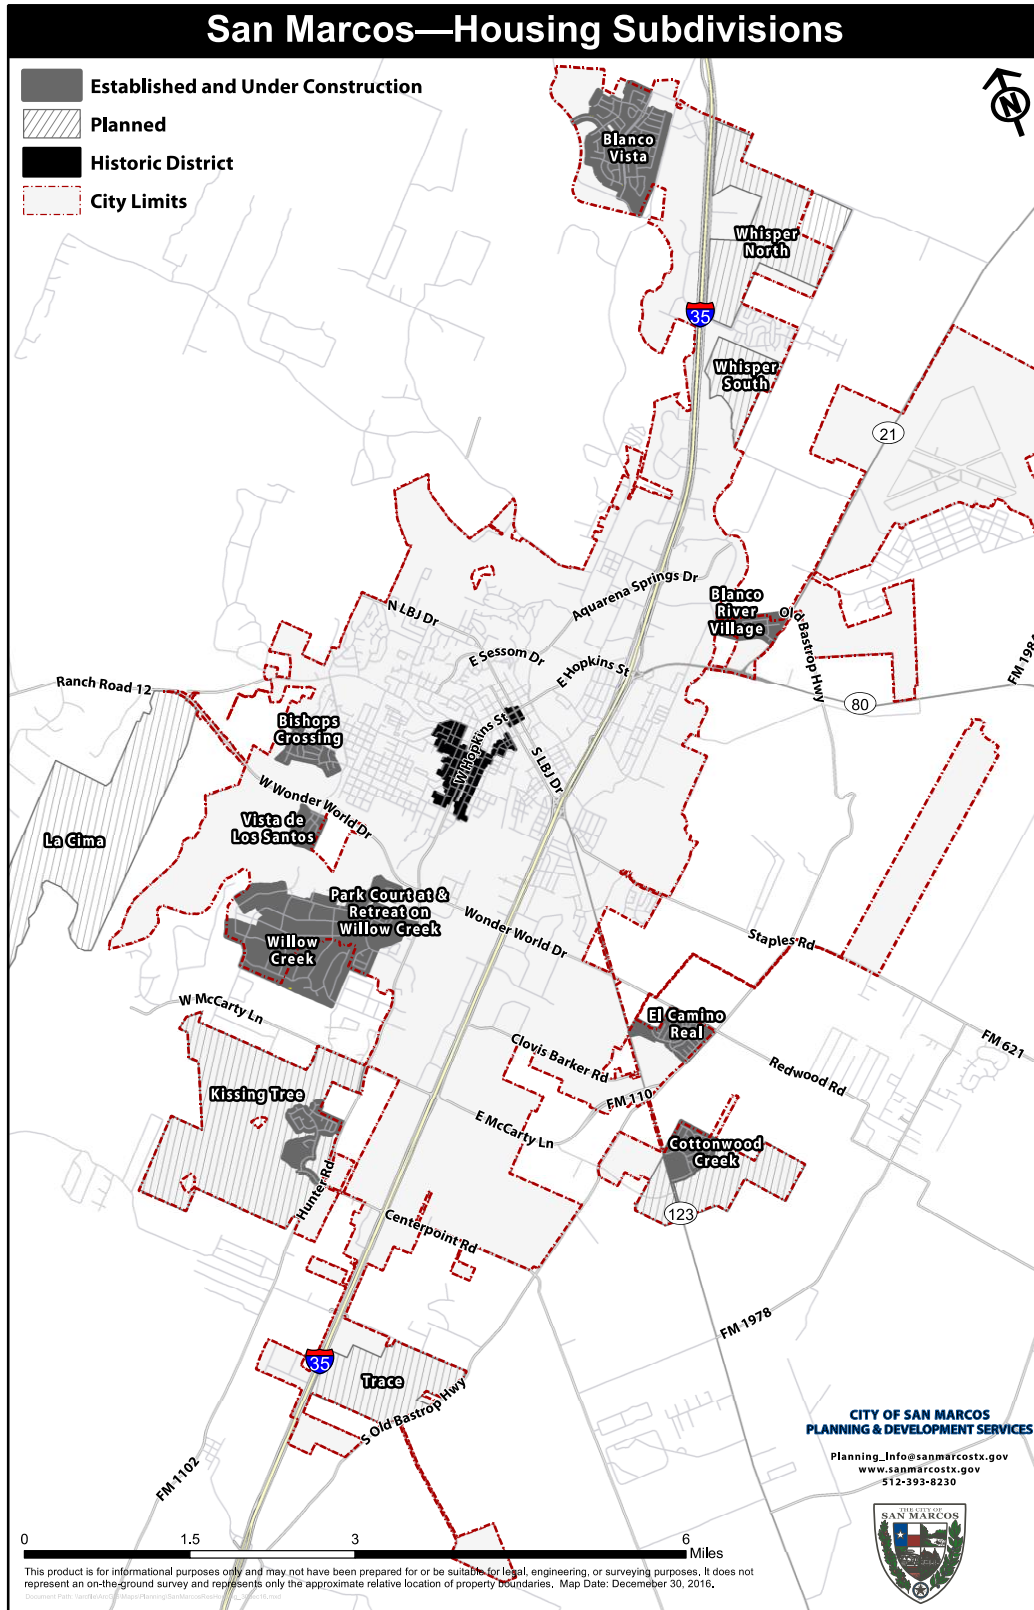 San Marcos—Housing Subdivisions
Established and Under Construction
Planned
Historic District
City Limits
N
Blanco
Vista
Whisper
North
35
Whisper
South
21
Aquarena Springs Dr
Blanco
River
Village
Old Bastrop Hwy
N LBJ Dr
E Sessom Dr
E Hopkins St
FM 1984
Ranch Road 12
80
Bishops
Crossing
W Hopkins St
S LBJ Dr
W Wonder World Dr
Vista de
Los Santos
La Cima
Park Court at &
Retreat on
Willow Creek
Willow
Creek
Wonder World Dr
Staples Rd
W McCarty Ln
El Camino
Real
FM 621
Clovis Barker Rd
Redwood Rd
Kissing Tree
FM 110
E McCarty Ln
Cottonwood
Creek
Hunter Rd
123
Centerpoint Rd
FM 1978
35
Trace
S Old Bastrop Hwy
FM 1102
CITY OF SAN MARCOS
PLANNING & DEVELOPMENT SERVICES
Planning_Info@sanmarcostx.gov
www.sanmarcostx.gov
512-393-8230
THE CITY OF
SAN MARCOS
0 1.5 3 6
Miles
This product is for informational purposes only and may not have been prepared for or be suitable for legal, engineering, or surveying purposes. It does not
represent an on-the-ground survey and represents only the approximate relative location of property boundaries. Map Date: Decemeber 30, 2016.